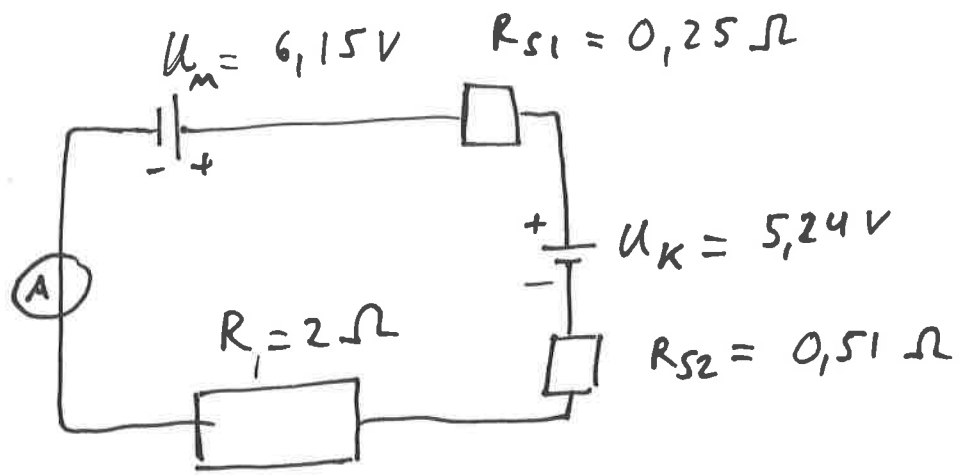 U_M = 6,15 V
R_S1 = 0,25 Ω
- +
+
U_K = 5,24 V
-
A
R_1 = 2 Ω
R_S2 = 0,51 Ω